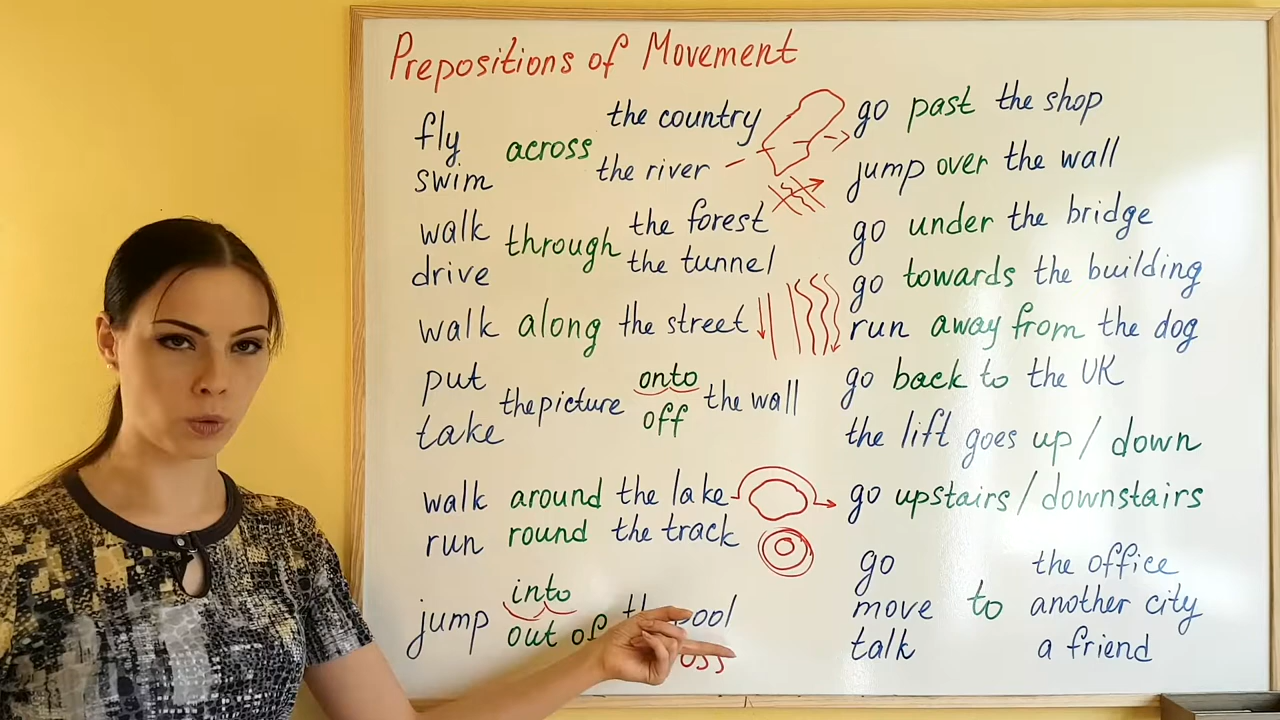 Prepositions of Movement
fly across the country
swim the river
walk through the forest
drive the tunnel
walk along the street
put the picture onto the wall
take off
walk around the lake
run round the track
jump into
out of
go past the shop
jump over the wall
go under the bridge
go towards the building
run away from the dog
go back to the UK
the lift goes up / down
go upstairs / downstairs
go the office
move to another city
talk a friend